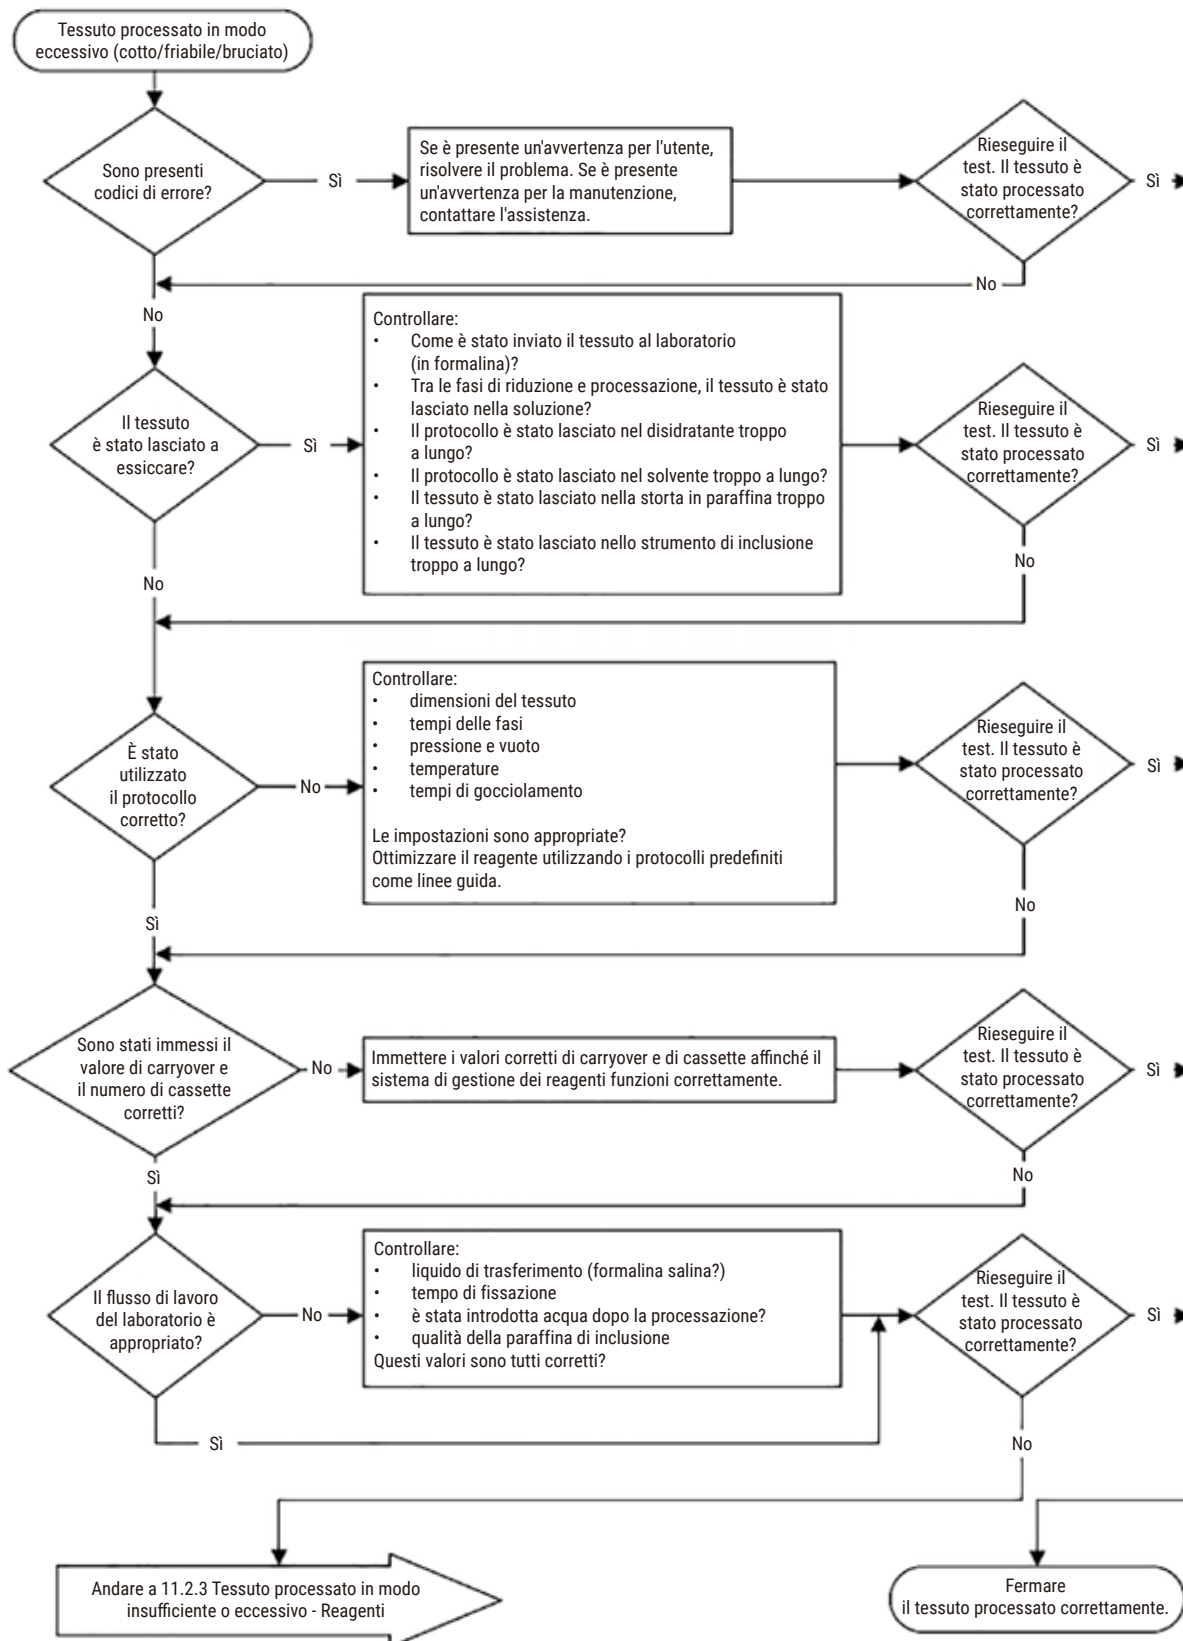 Tessuto processato in modo
eccessivo (cotto/friabile/bruciato)
Sono presenti
codici di errore?
Sì
Se è presente un'avvertenza per l'utente,
risolvere il problema. Se è presente
un'avvertenza per la manutenzione,
contattare l'assistenza.
Rieseguire il
test. Il tessuto è
stato processato
correttamente?
Sì
No
No
Il tessuto
è stato lasciato a
essiccare?
Sì
Controllare:
• Come è stato inviato il tessuto al laboratorio
(in formalina)?
• Tra le fasi di riduzione e processazione, il tessuto è stato
lasciato nella soluzione?
• Il protocollo è stato lasciato nel disidratante troppo
a lungo?
• Il protocollo è stato lasciato nel solvente troppo a lungo?
• Il tessuto è stato lasciato nella storta in paraffina troppo
a lungo?
• Il tessuto è stato lasciato nello strumento di inclusione
troppo a lungo?
Rieseguire il
test. Il tessuto è
stato processato
correttamente?
Sì
No
No
È stato
utilizzato
il protocollo
corretto?
No
Controllare:
• dimensioni del tessuto
• tempi delle fasi
• pressione e vuoto
• temperature
• tempi di gocciolamento
Le impostazioni sono appropriate?
Ottimizzare il reagente utilizzando i protocolli predefiniti
come linee guida.
Rieseguire il
test. Il tessuto è
stato processato
correttamente?
Sì
No
Sì
Sono stati immessi il
valore di carryover e
il numero di cassette
corretti?
No
Immettere i valori corretti di carryover e di cassette affinché il
sistema di gestione dei reagenti funzioni correttamente.
Rieseguire il
test. Il tessuto è
stato processato
correttamente?
Sì
No
Sì
Il flusso di lavoro
del laboratorio è
appropriato?
No
Controllare:
• liquido di trasferimento (formalina salina?)
• tempo di fissazione
• è stata introdotta acqua dopo la processazione?
• qualità della paraffina di inclusione
Questi valori sono tutti corretti?
Rieseguire il
test. Il tessuto è
stato processato
correttamente?
Sì
Sì
No
Andare a 11.2.3 Tessuto processato in modo
insufficiente o eccessivo - Reagenti
Fermare
il tessuto processato correttamente.